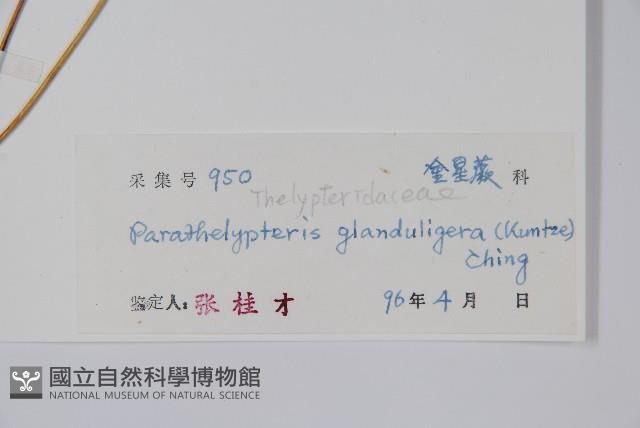 采集号 950 金星蕨 科
Thelypteridaceae
Parathelypteris glanduligera (Kuntze)
Ching
鉴定人: 张桂才 96年4月 日
國立自然科學博物館
NATIONAL MUSEUM OF NATURAL SCIENCE